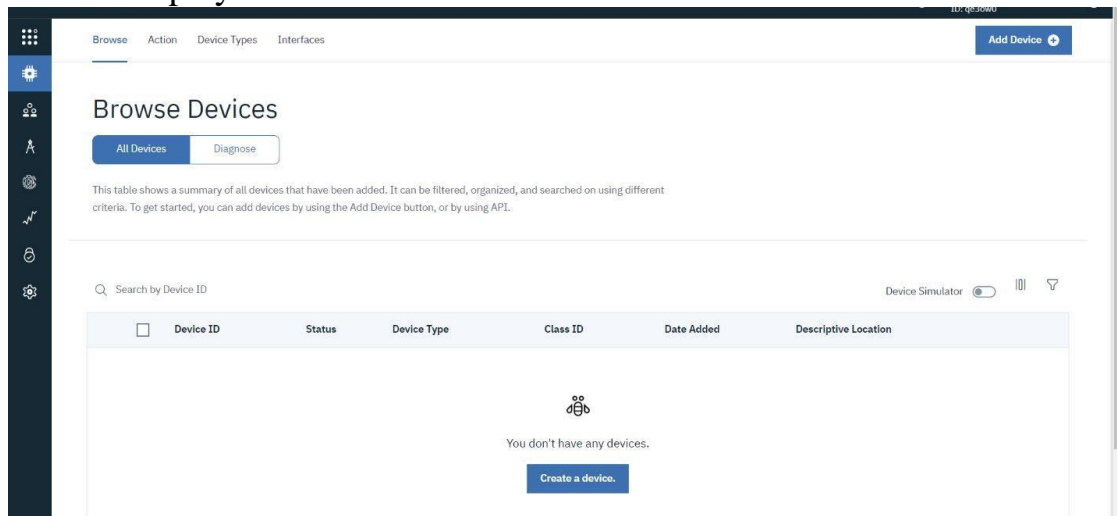 ID: qe36w0
Browse Action Device Types Interfaces
Add Device
Browse Devices
All Devices Diagnose
This table shows a summary of all devices that have been added. It can be filtered, organized, and searched on using different
criteria. To get started, you can add devices by using the Add Device button, or by using API.
Search by Device ID
Device Simulator
Device ID Status Device Type Class ID Date Added Descriptive Location
You don't have any devices.
Create a device.